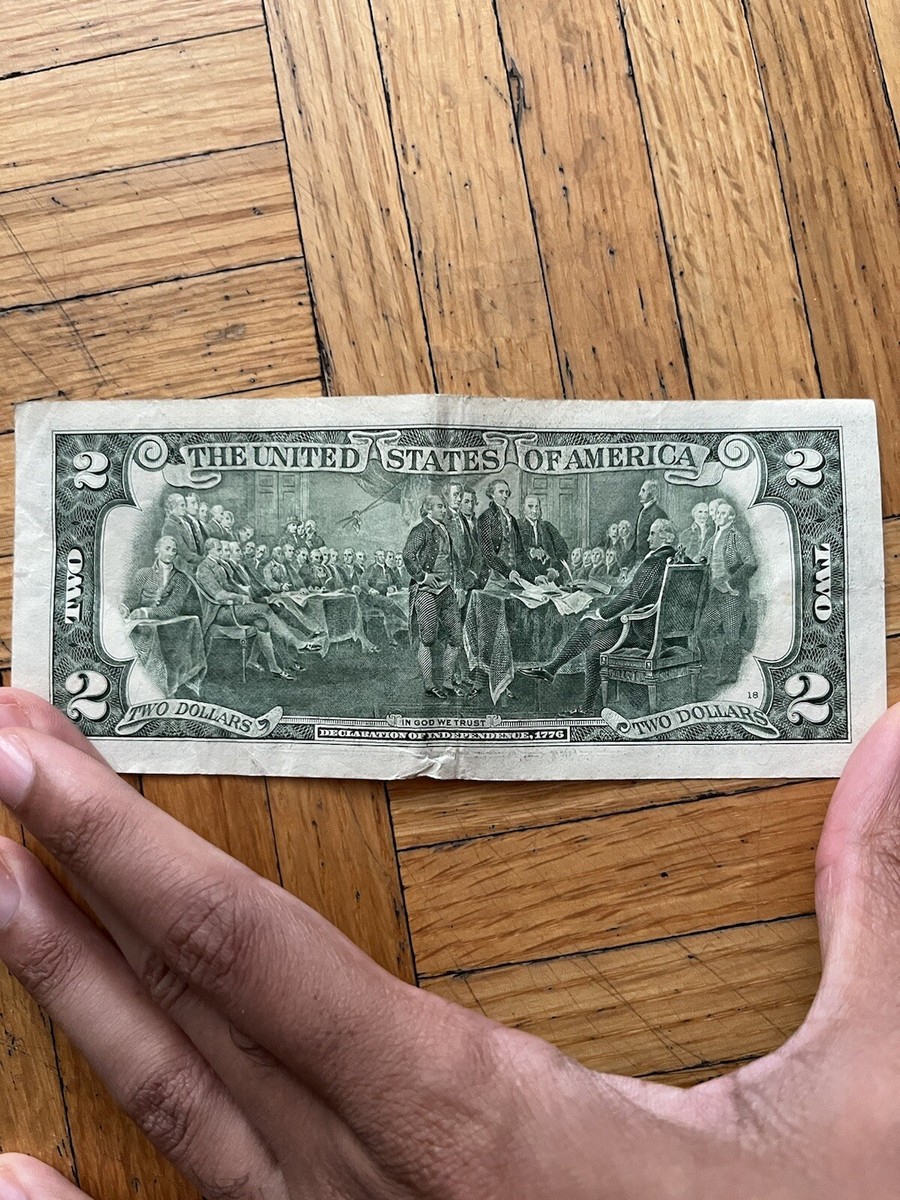 THE UNITED STATES OF AMERICA
2 2
TWO TWO
18
2 2
TWO DOLLARS IN GOD WE TRUST TWO DOLLARS
DECLARATION OF INDEPENDENCE, 1776